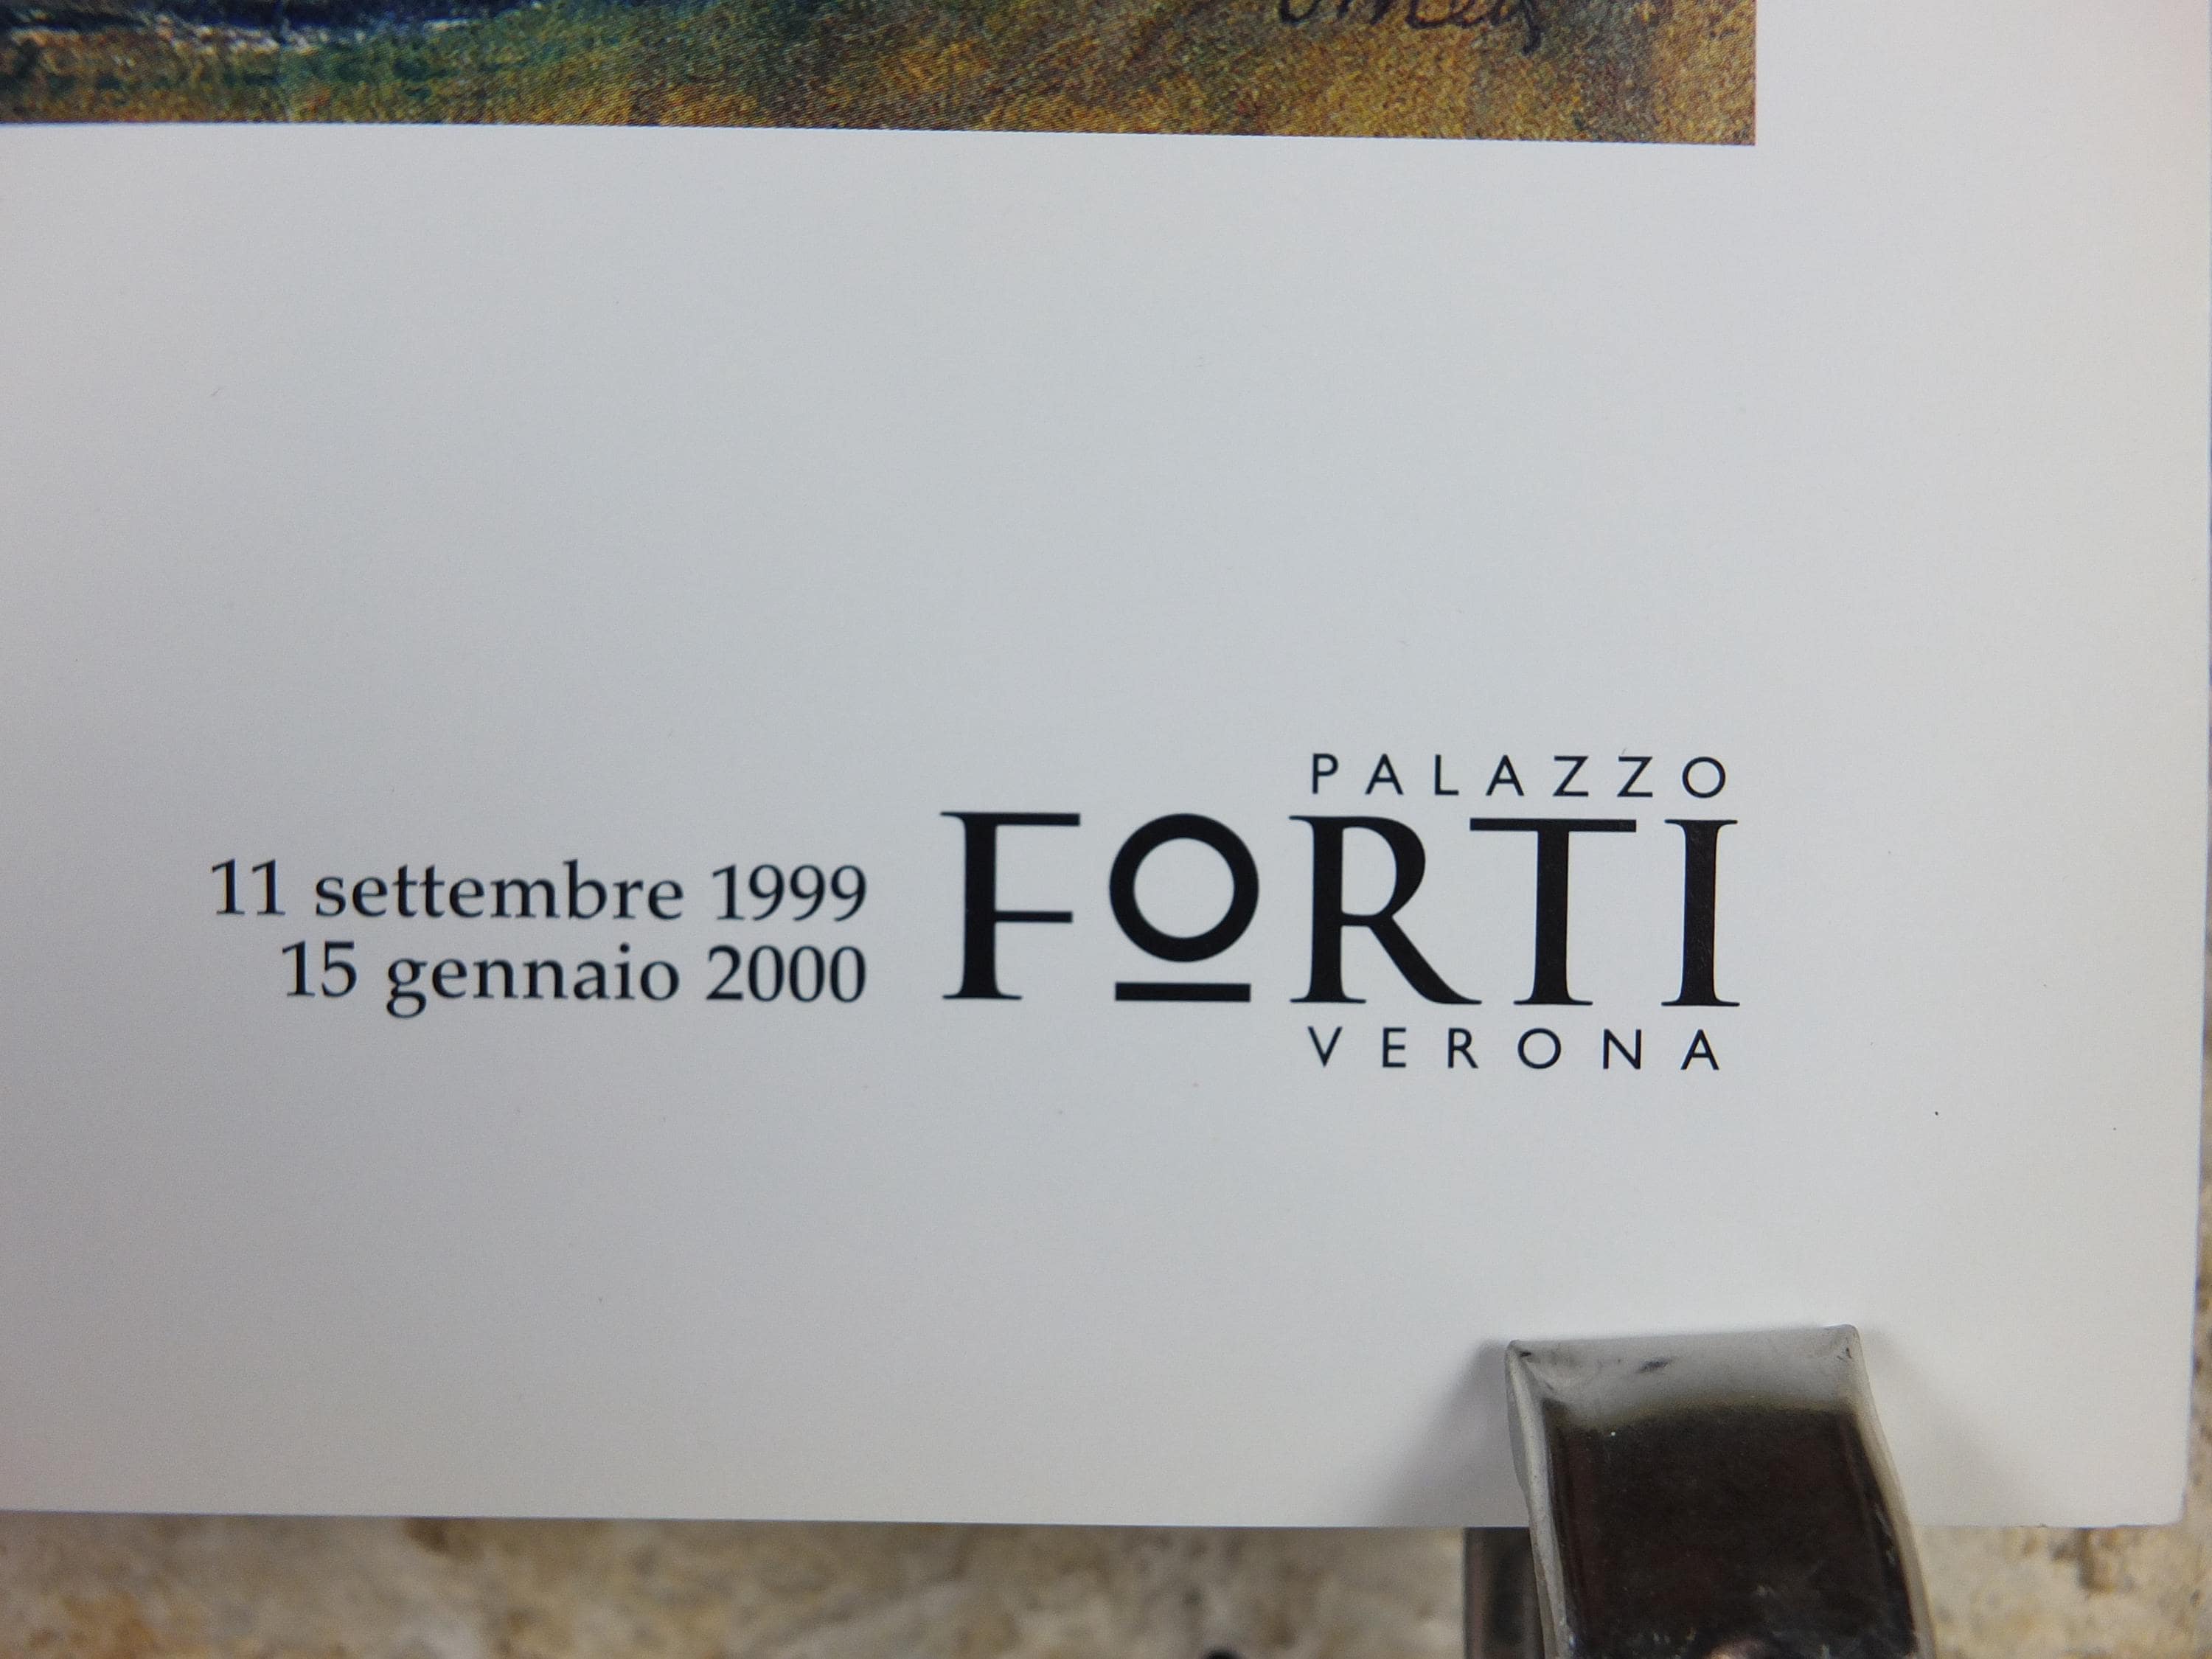 11 settembre 1999
15 gennaio 2000
PALAZZO
FORTI
VERONA